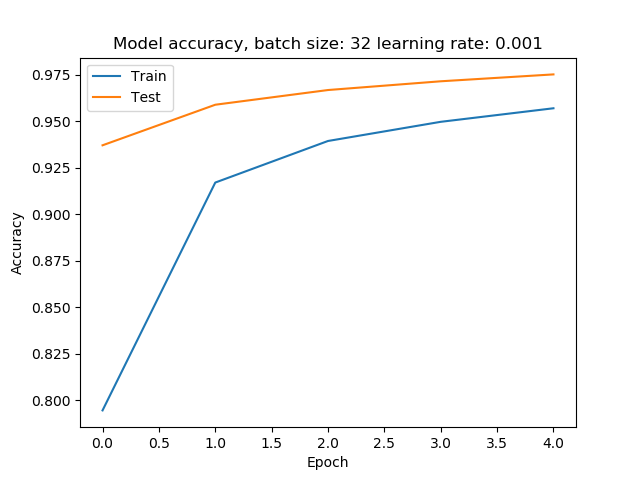 Model accuracy, batch size: 32 learning rate: 0.001
Train
Test
0.975
0.950
0.925
0.900
0.875
0.850
0.825
0.800
Accuracy
0.0 0.5 1.0 1.5 2.0 2.5 3.0 3.5 4.0
Epoch